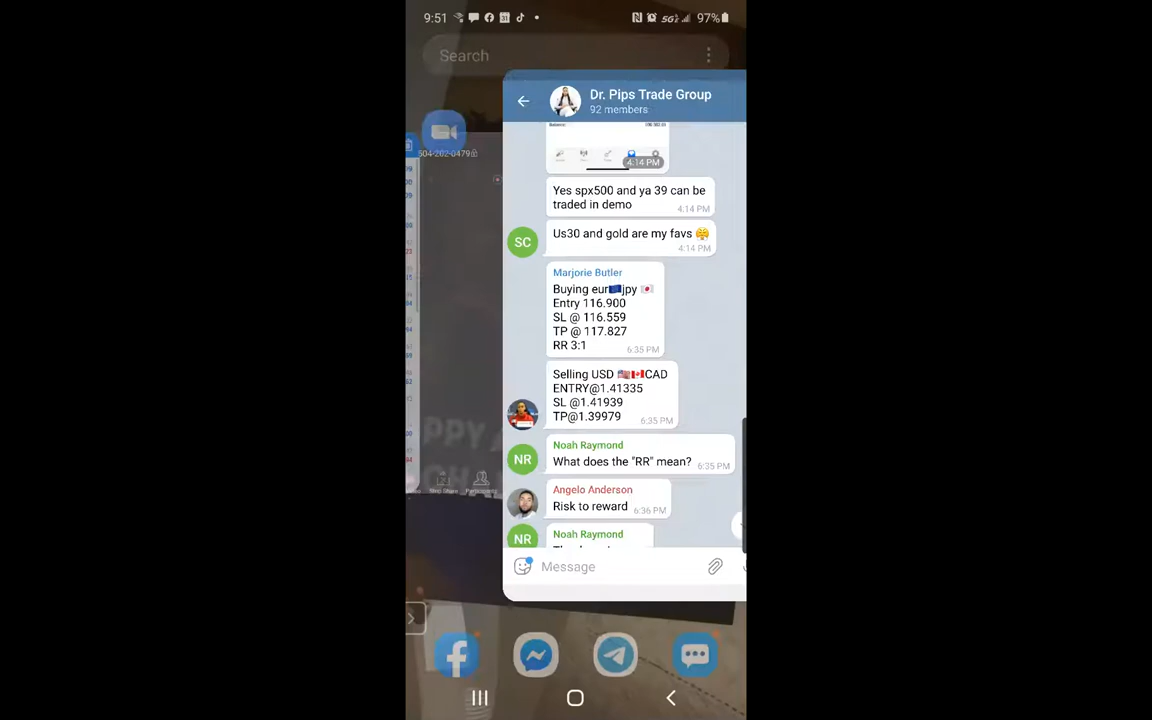 9:51
97%
Search
Dr. Pips Trade Group
92 members
504-202-0479
4:14 PM
Yes spx500 and ya 39 can be
traded in demo
4:14 PM
SC
Us30 and gold are my favs 😤
4:14 PM
Marjorie Butler
Buying eur🇪🇺jpy 🇯🇵
Entry 116.900
SL @ 116.559
TP @ 117.827
RR 3:1
6:35 PM
Selling USD 🇺🇸🇨🇦CAD
ENTRY@1.41335
SL @1.41939
TP@1.39979
6:35 PM
NR
Noah Raymond
What does the "RR" mean?
6:35 PM
Angelo Anderson
Risk to reward
6:36 PM
NR
Noah Raymond
Message